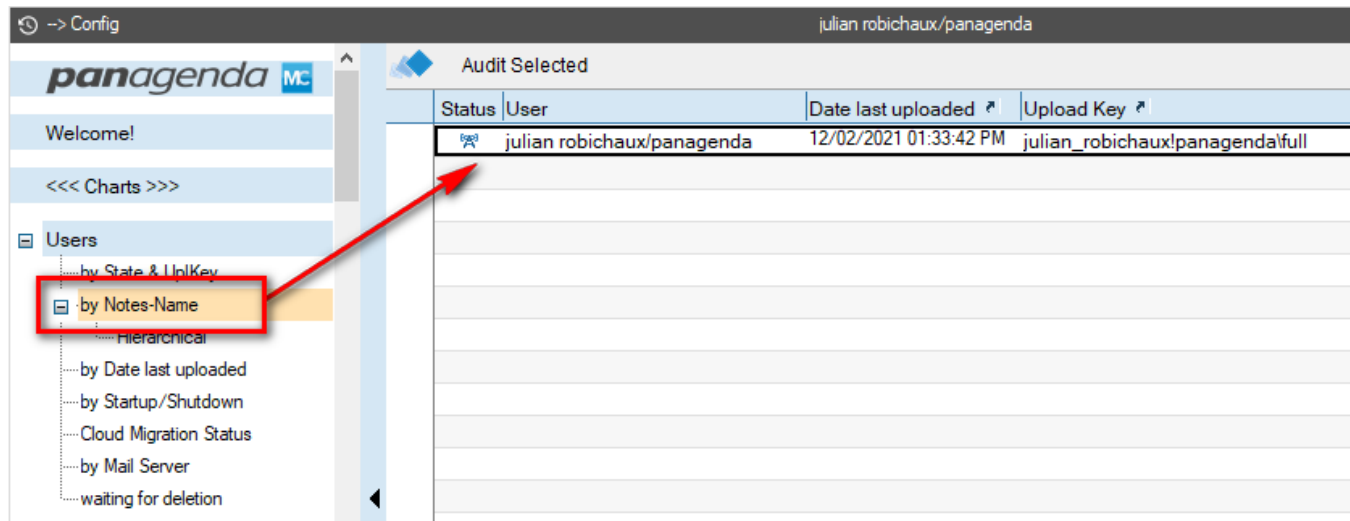 --> Config
julian robichaux/panagenda
panagenda MC
Audit Selected
Status User Date last uploaded Upload Key
julian robichaux/panagenda 12/02/2021 01:33:42 PM julian_robichaux!panagenda\full
Welcome!
<<< Charts >>>
Users
by State & Upl Key
by Notes-Name
Hierarchical
by Date last uploaded
by Startup/Shutdown
Cloud Migration Status
by Mail Server
waiting for deletion